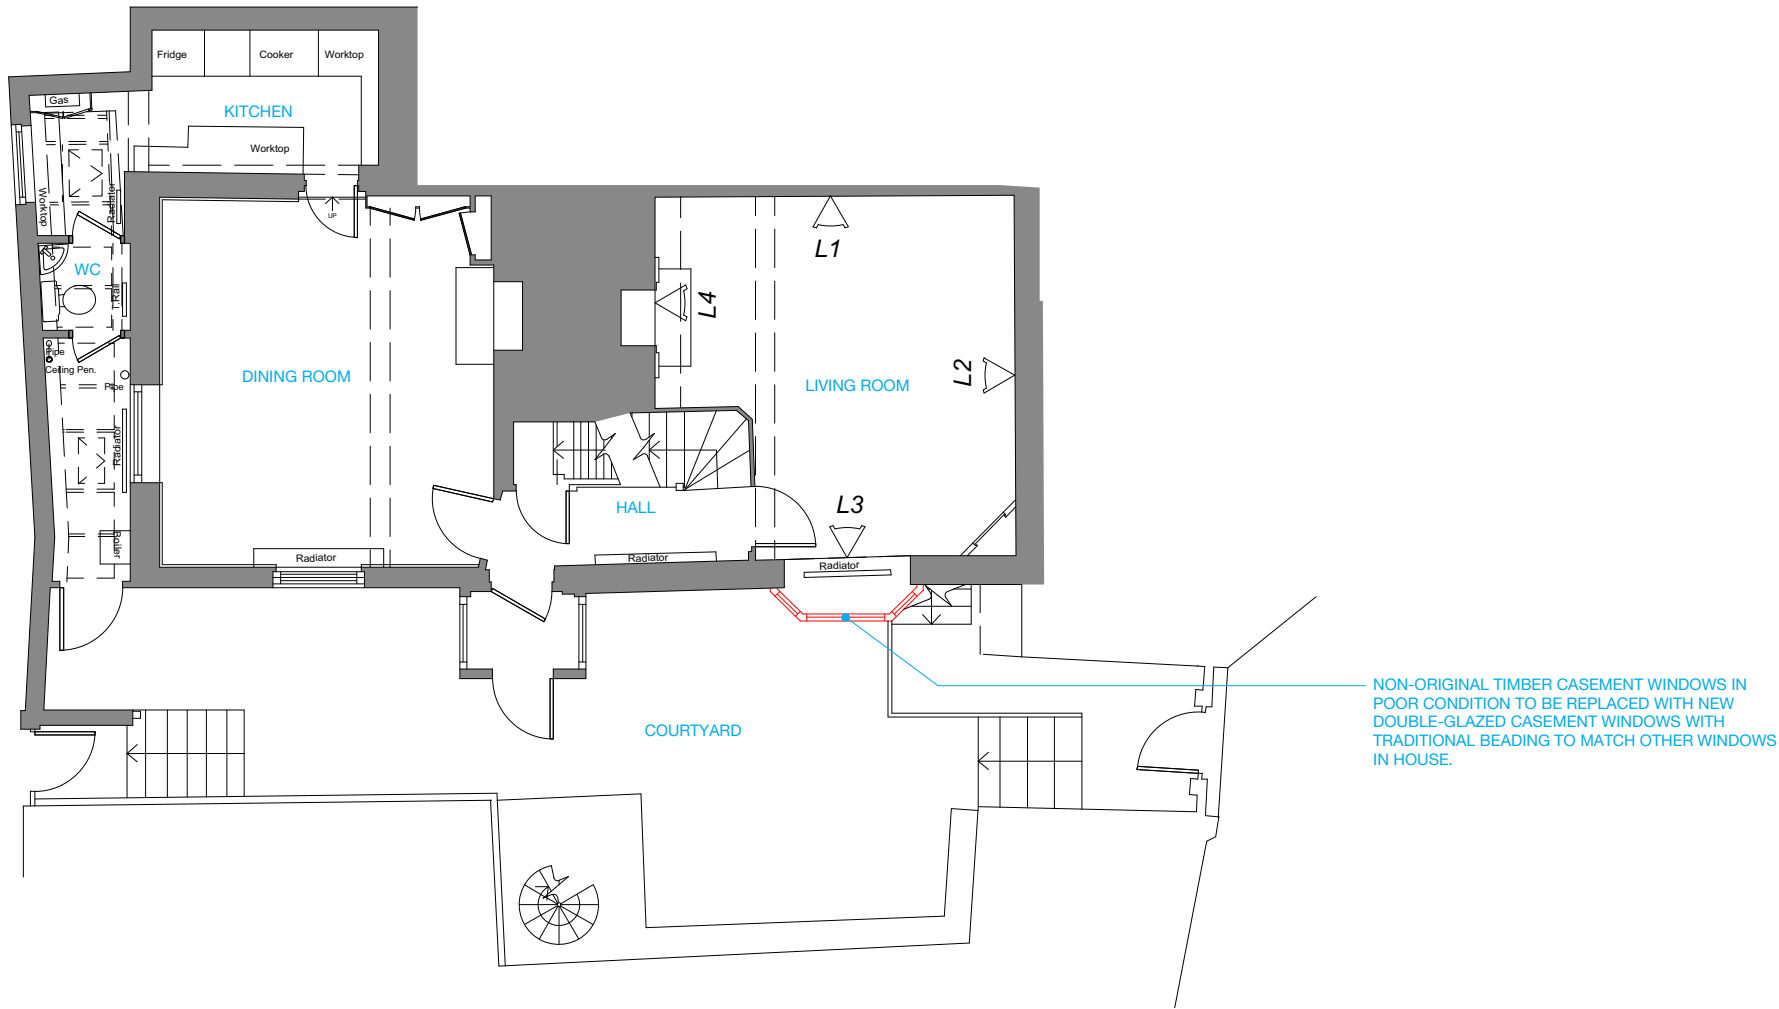 Fridge
Cooker
Worktop
Gas
KITCHEN
Worktop
Worktop
Radiator
UP
L1
WC
T.Rail
L4
Pipe
Ceiling Pen.
Pipe
DINING ROOM
LIVING ROOM
L2
Radiator
HALL
L3
Boiler
Radiator
Radiator
Radiator
COURTYARD
NON-ORIGINAL TIMBER CASEMENT WINDOWS IN
POOR CONDITION TO BE REPLACED WITH NEW
DOUBLE-GLAZED CASEMENT WINDOWS WITH
TRADITIONAL BEADING TO MATCH OTHER WINDOWS
IN HOUSE.